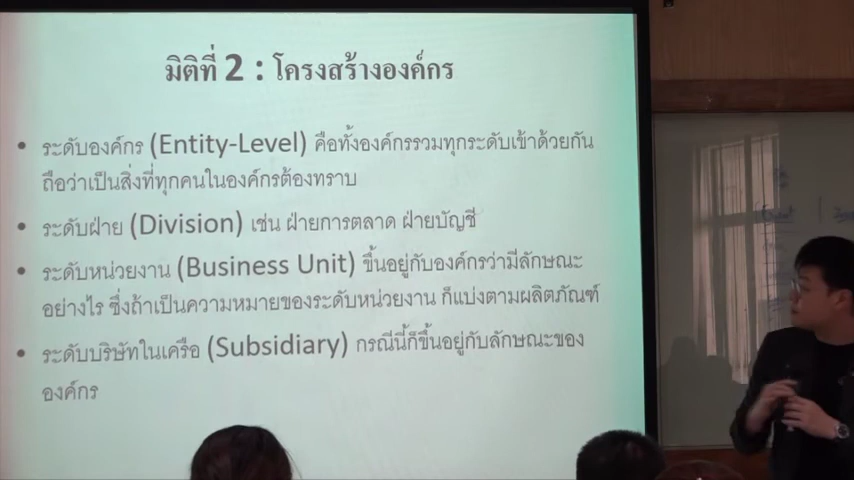 มิติที่ 2 : โครงสร้างองค์กร
• ระดับองค์กร (Entity-Level) คือทั้งองค์กรรวมทุกระดับเข้าด้วยกัน
ถือว่าเป็นสิ่งที่ทุกคนในองค์กรต้องทราบ
• ระดับฝ่าย (Division) เช่น ฝ่ายการตลาด ฝ่ายบัญชี
• ระดับหน่วยงาน (Business Unit) ขึ้นอยู่กับองค์กรว่ามีลักษณะ
อย่างไร ซึ่งถ้าเป็นความหมายของระดับหน่วยงาน ก็แบ่งตามผลิตภัณฑ์
• ระดับบริษัทในเครือ (Subsidiary) กรณีนี้ก็ขึ้นอยู่กับลักษณะของ
องค์กร